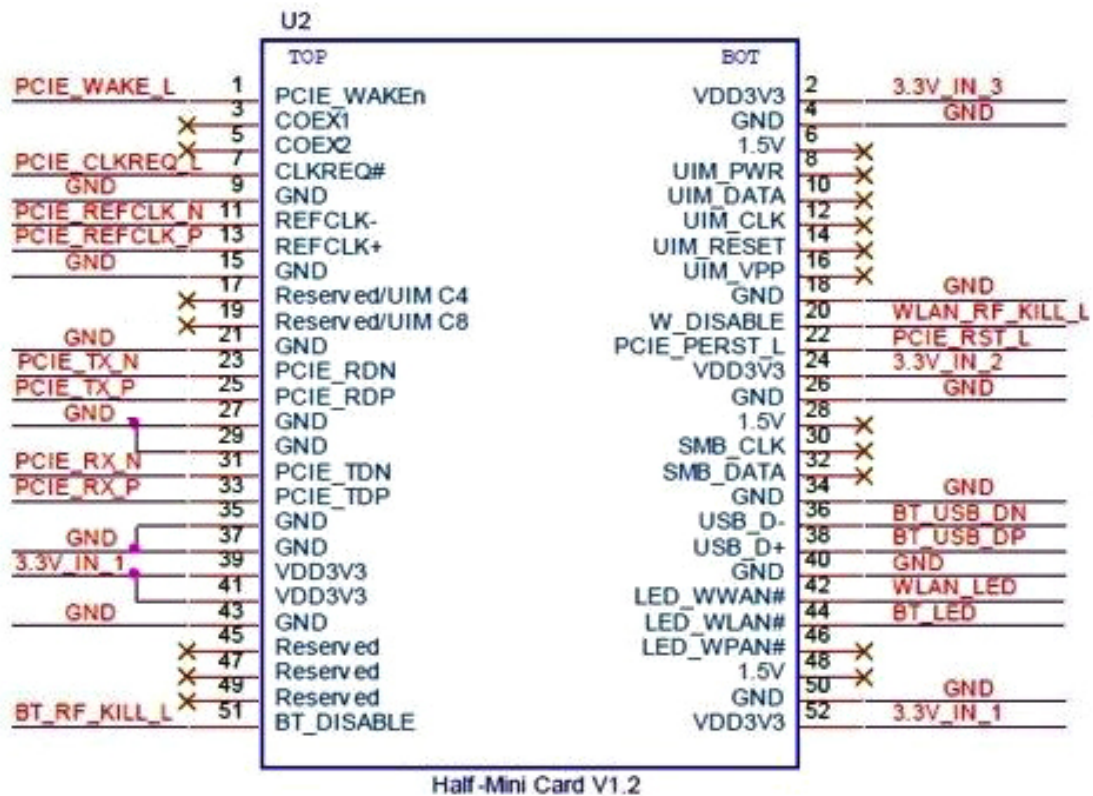 U2
TOP BOT
PCIE_WAKE_L 1 PCIE_WAKEn VDD3V3 2 3.3V_IN_3
3 COEX1 GND 4 GND
5 COEX2 1.5V 6
PCIE_CLKREQ_L 7 CLKREQ# UIM_PWR 8
GND 9 GND UIM_DATA 10
PCIE_REFCLK_N 11 REFCLK- UIM_CLK 12
PCIE_REFCLK_P 13 REFCLK+ UIM_RESET 14
GND 15 GND UIM_VPP 16
17 Reserved/UIM C4 GND 18 GND
19 Reserved/UIM C8 W_DISABLE 20 WLAN_RF_KILL_L
GND 21 GND PCIE_PERST_L 22 PCIE_RST_L
PCIE_TX_N 23 PCIE_RDN VDD3V3 24 3.3V_IN_2
PCIE_TX_P 25 PCIE_RDP GND 26 GND
GND 27 GND 1.5V 28
29 GND SMB_CLK 30
PCIE_RX_N 31 PCIE_TDN SMB_DATA 32
PCIE_RX_P 33 PCIE_TDP GND 34 GND
35 GND USB_D- 36 BT_USB_DN
GND 37 GND USB_D+ 38 BT_USB_DP
3.3V_IN_1 39 VDD3V3 GND 40 GND
41 VDD3V3 LED_WWAN# 42 WLAN_LED
GND 43 GND LED_WLAN# 44 BT_LED
45 Reserved LED_WPAN# 46
47 Reserved 1.5V 48
49 Reserved GND 50 GND
BT_RF_KILL_L 51 BT_DISABLE VDD3V3 52 3.3V_IN_1
Half-Mini Card V1.2